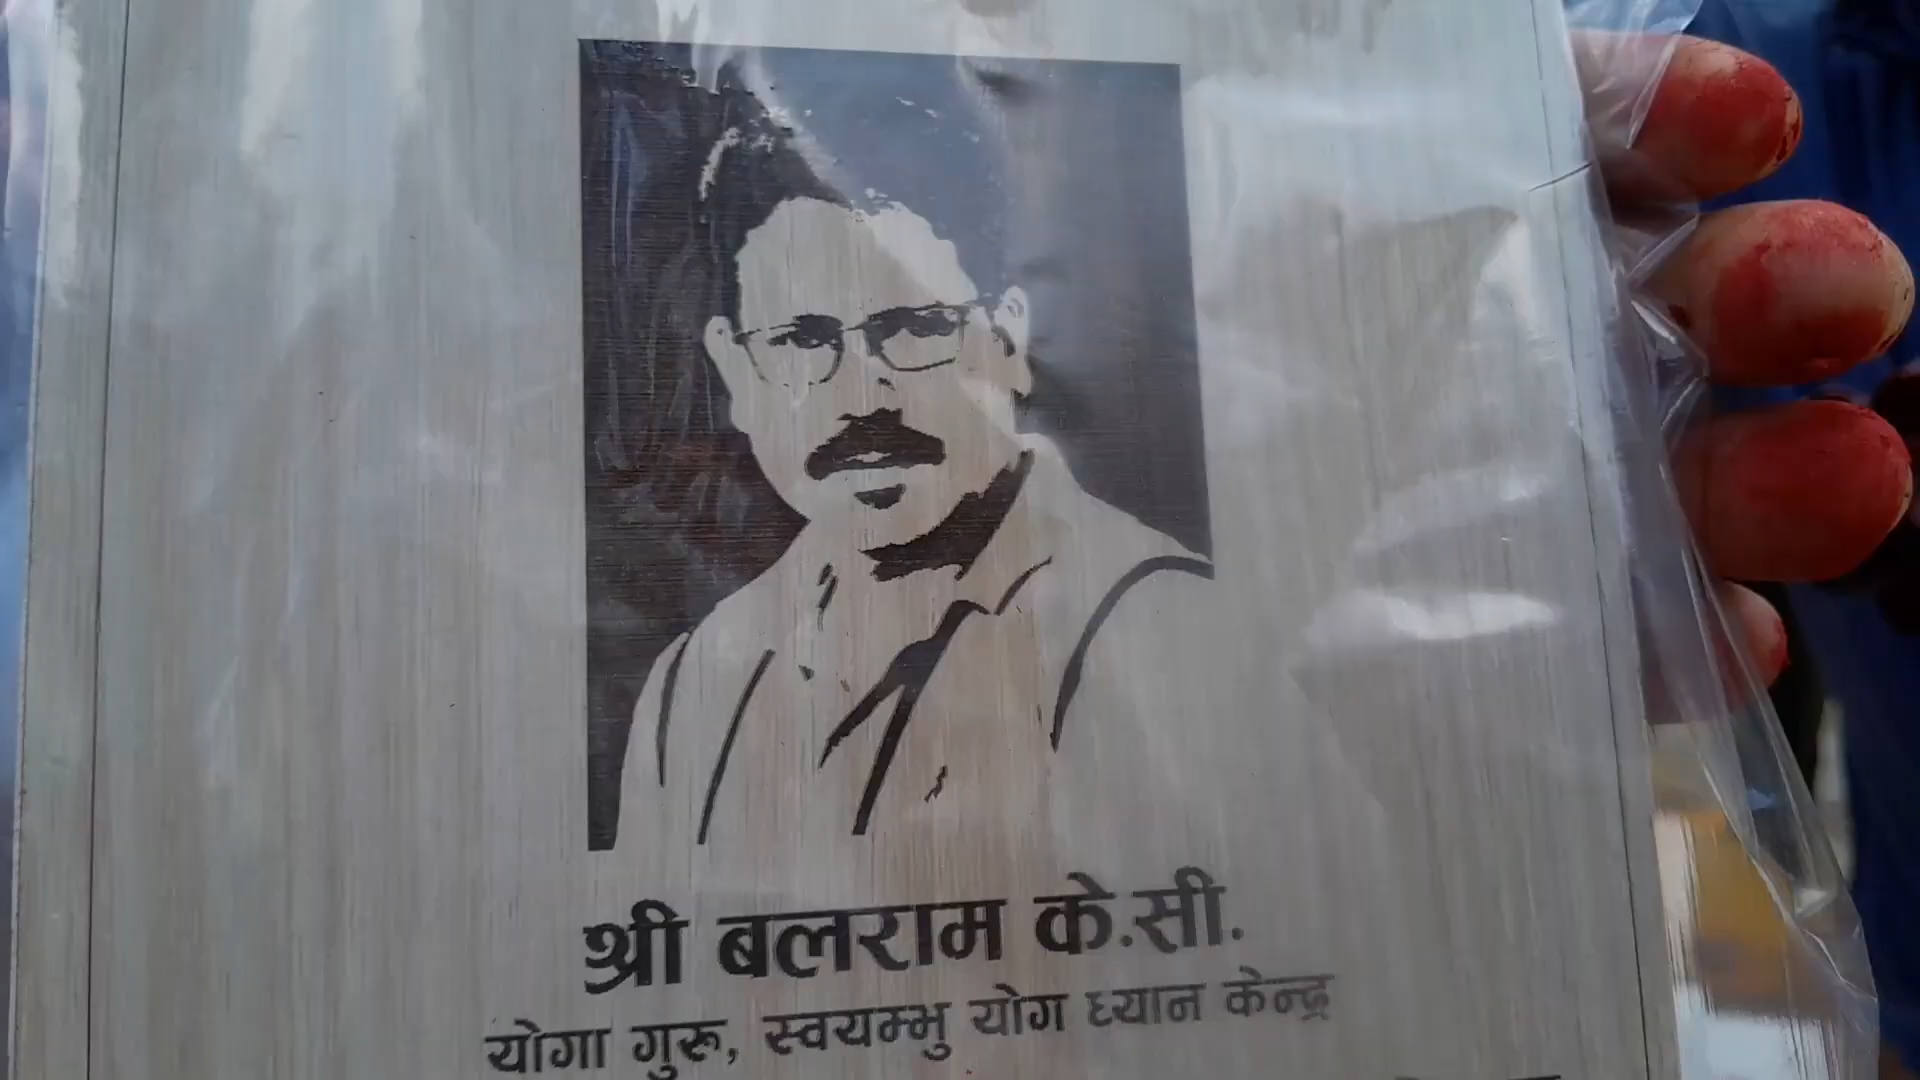 श्री बलराम के.सी.
योगा गुरू, स्वयम्भु योग ध्यान केन्द्र